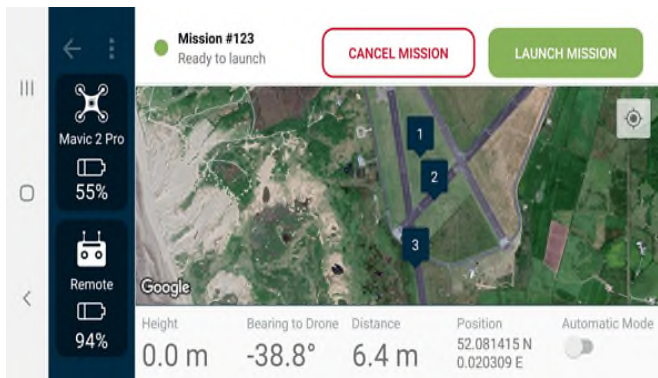 Mission #123
Ready to launch
CANCEL MISSION
LAUNCH MISSION
Mavic 2 Pro
55%
Remote
94%
1
2
3
Google
Height
0.0 m
Bearing to Drone
-38.8°
Distance
6.4 m
Position
52.081415 N
0.020309 E
Automatic Mode